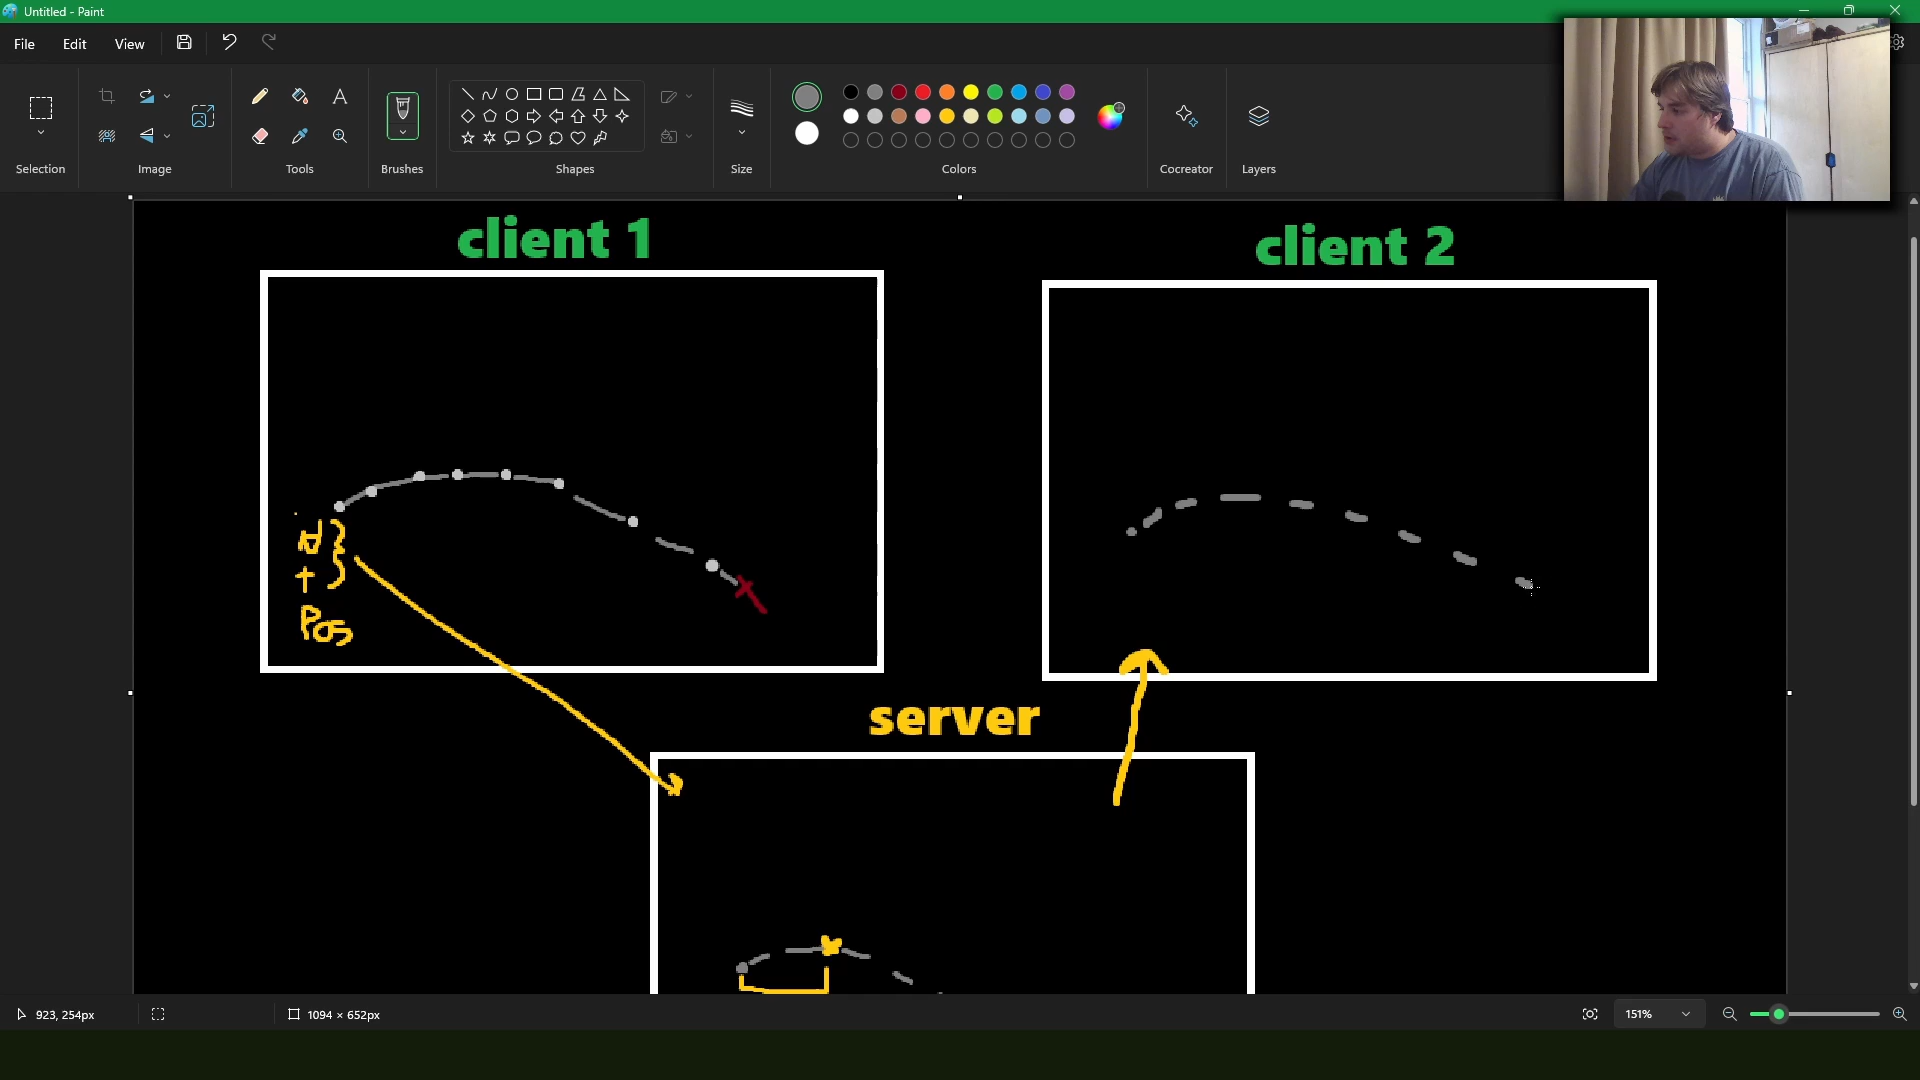 Untitled - Paint
File Edit View
Selection Image Tools Brushes Shapes Size Colors Cocreator Layers
client 1
client 2
t
Pos
server
923, 254px
1094 × 652px
151%